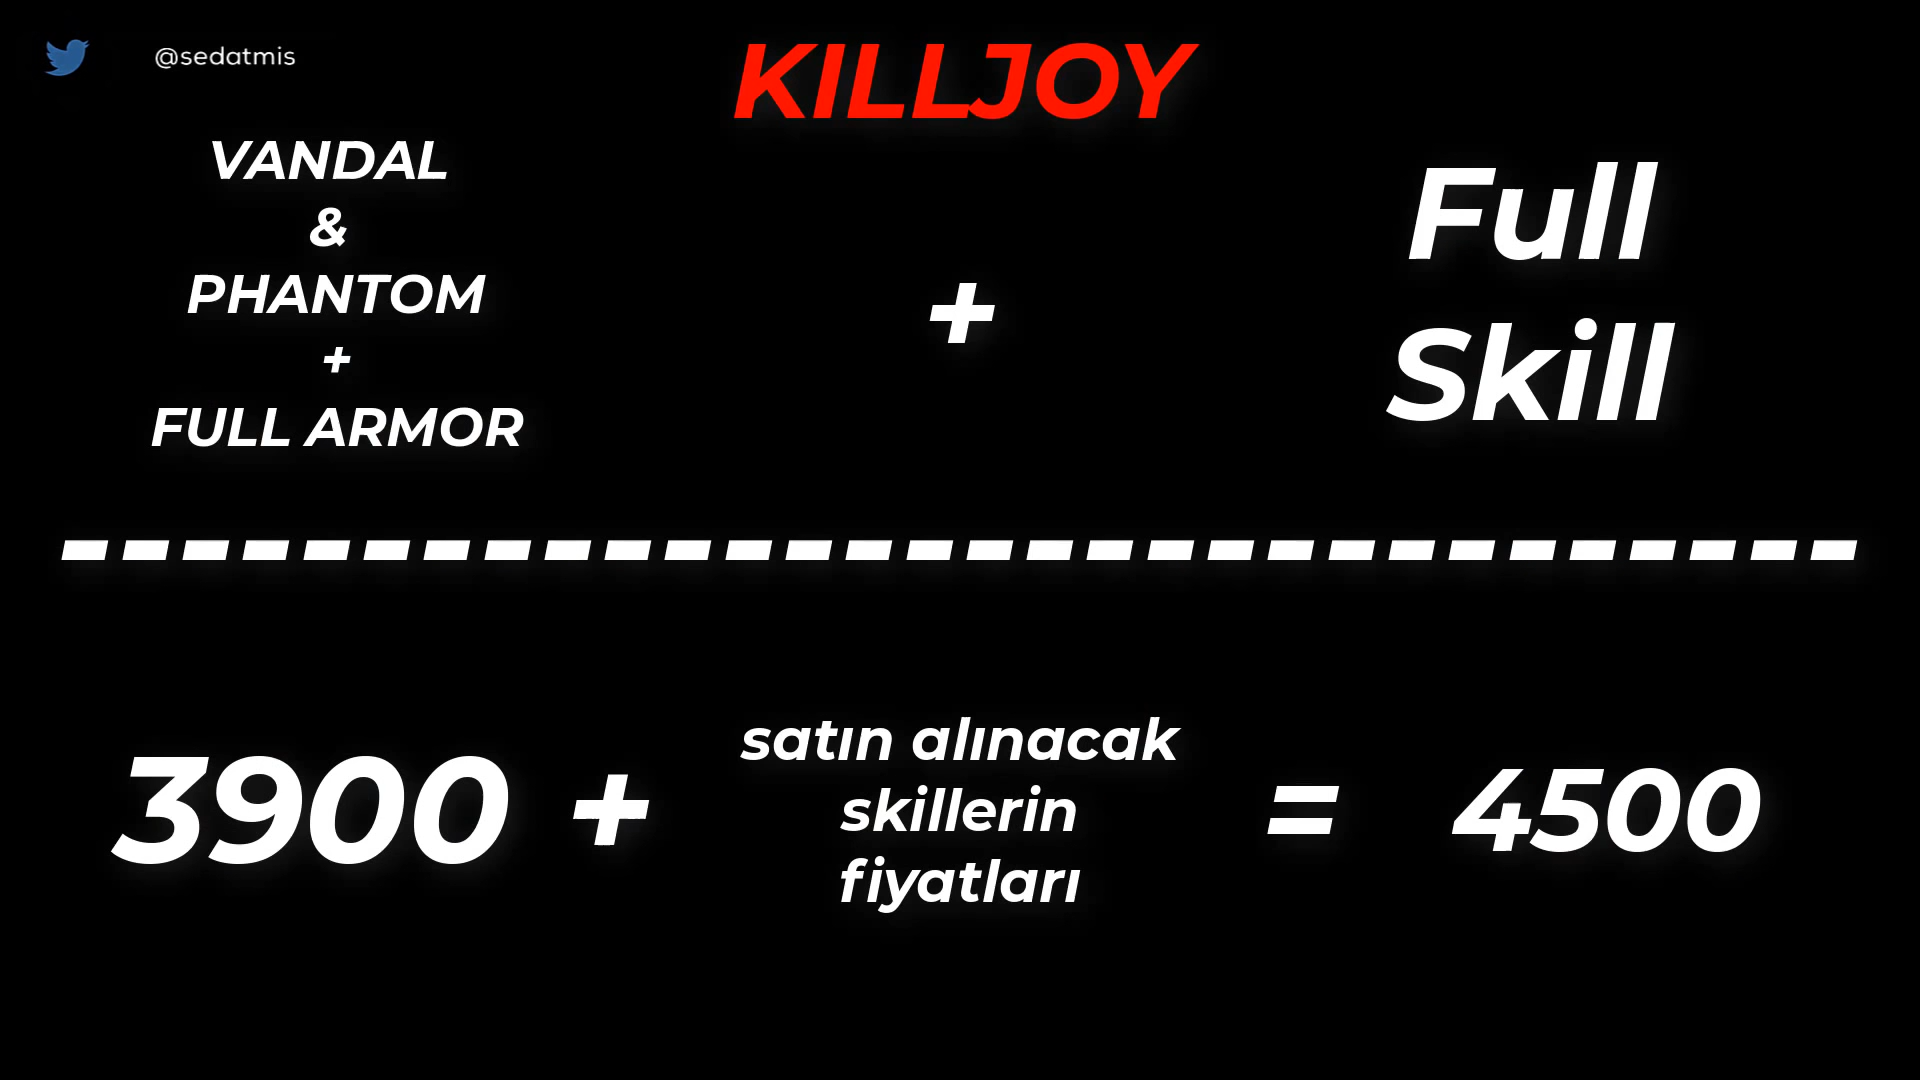 @sedatmis
KILLJOY
VANDAL
&
PHANTOM
+
FULL ARMOR
+
Full
Skill
------------------------------
3900 +
satın alınacak
skillerin
fiyatları
= 4500